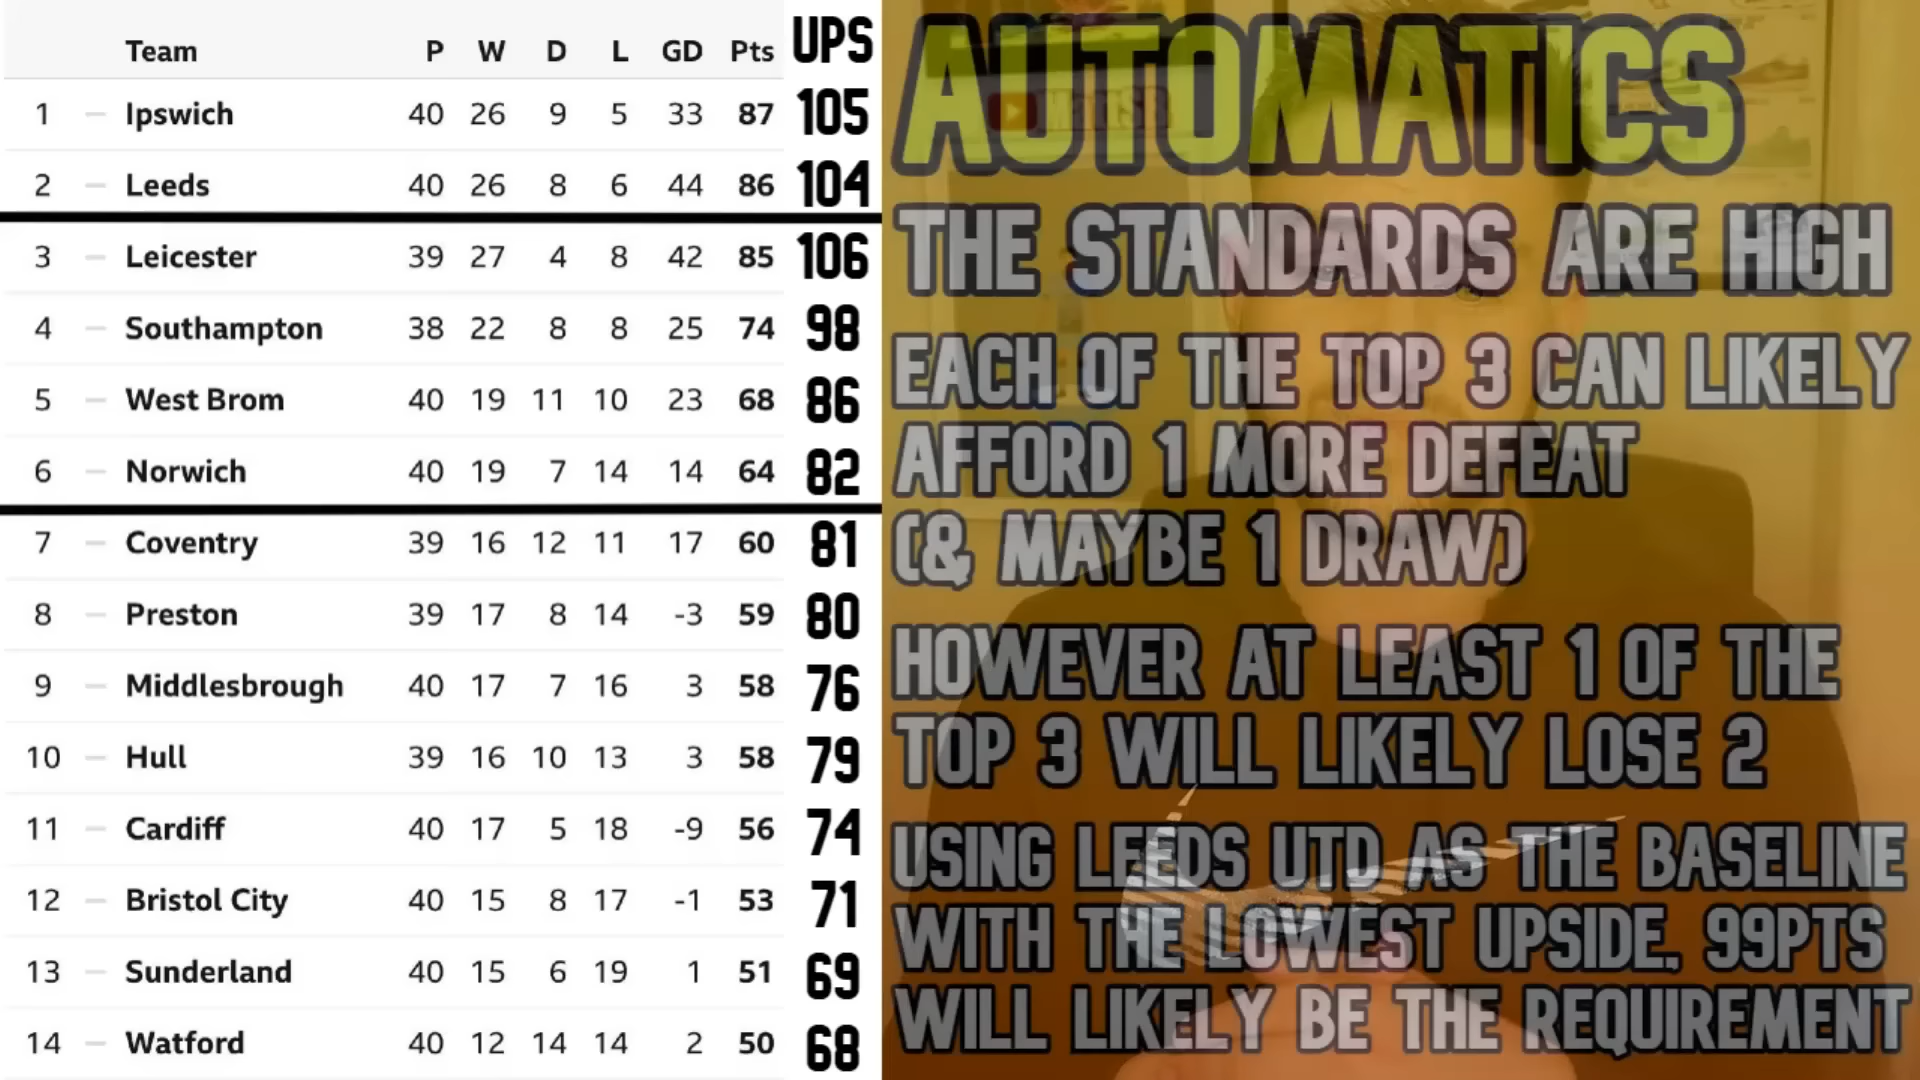 Team P W D L GD Pts UPS
1 – Ipswich 40 26 9 5 33 87 105
2 – Leeds 40 26 8 6 44 86 104
3 – Leicester 39 27 4 8 42 85 106
4 – Southampton 38 22 8 8 25 74 98
5 – West Brom 40 19 11 10 23 68 86
6 – Norwich 40 19 7 14 14 64 82
7 – Coventry 39 16 12 11 17 60 81
8 – Preston 39 17 8 14 -3 59 80
9 – Middlesbrough 40 17 7 16 3 58 76
10 – Hull 39 16 10 13 3 58 79
11 – Cardiff 40 17 5 18 -9 56 74
12 – Bristol City 40 15 8 17 -1 53 71
13 – Sunderland 40 15 6 19 1 51 69
14 – Watford 40 12 14 14 2 50 68
AUTOMATICS
THE STANDARDS ARE HIGH
EACH OF THE TOP 3 CAN LIKELY
AFFORD 1 MORE DEFEAT
(& MAYBE 1 DRAW)
HOWEVER AT LEAST 1 OF THE
TOP 3 WILL LIKELY LOSE 2
USING LEEDS UTD AS THE BASELINE
WITH THE LOWEST UPSIDE, 99PTS
WILL LIKELY BE THE REQUIREMENT